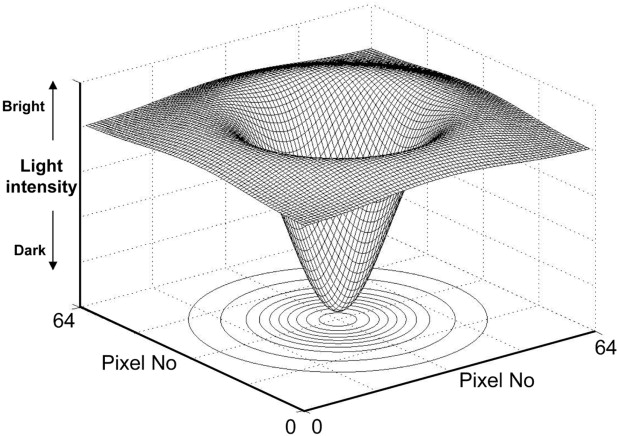 Bright
Light
intensity
Dark
64
Pixel No
0
0
Pixel No
64